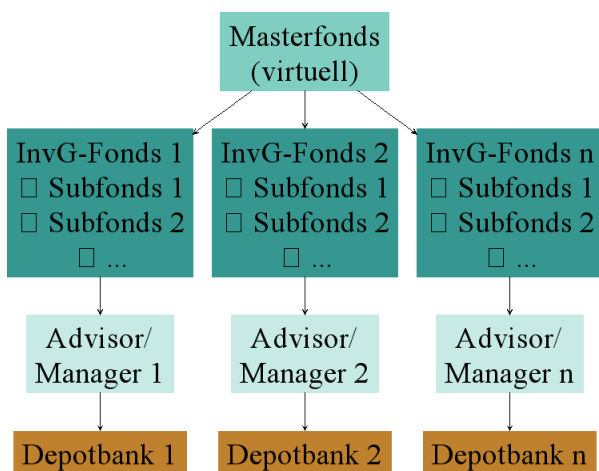 Masterfonds
(virtuell)
InvG-Fonds 1
□ Subfonds 1
□ Subfonds 2
□ ...
InvG-Fonds 2
□ Subfonds 1
□ Subfonds 2
□ ...
InvG-Fonds n
□ Subfonds 1
□ Subfonds 2
□ ...
Advisor/
Manager 1
Advisor/
Manager 2
Advisor/
Manager n
Depotbank 1
Depotbank 2
Depotbank n